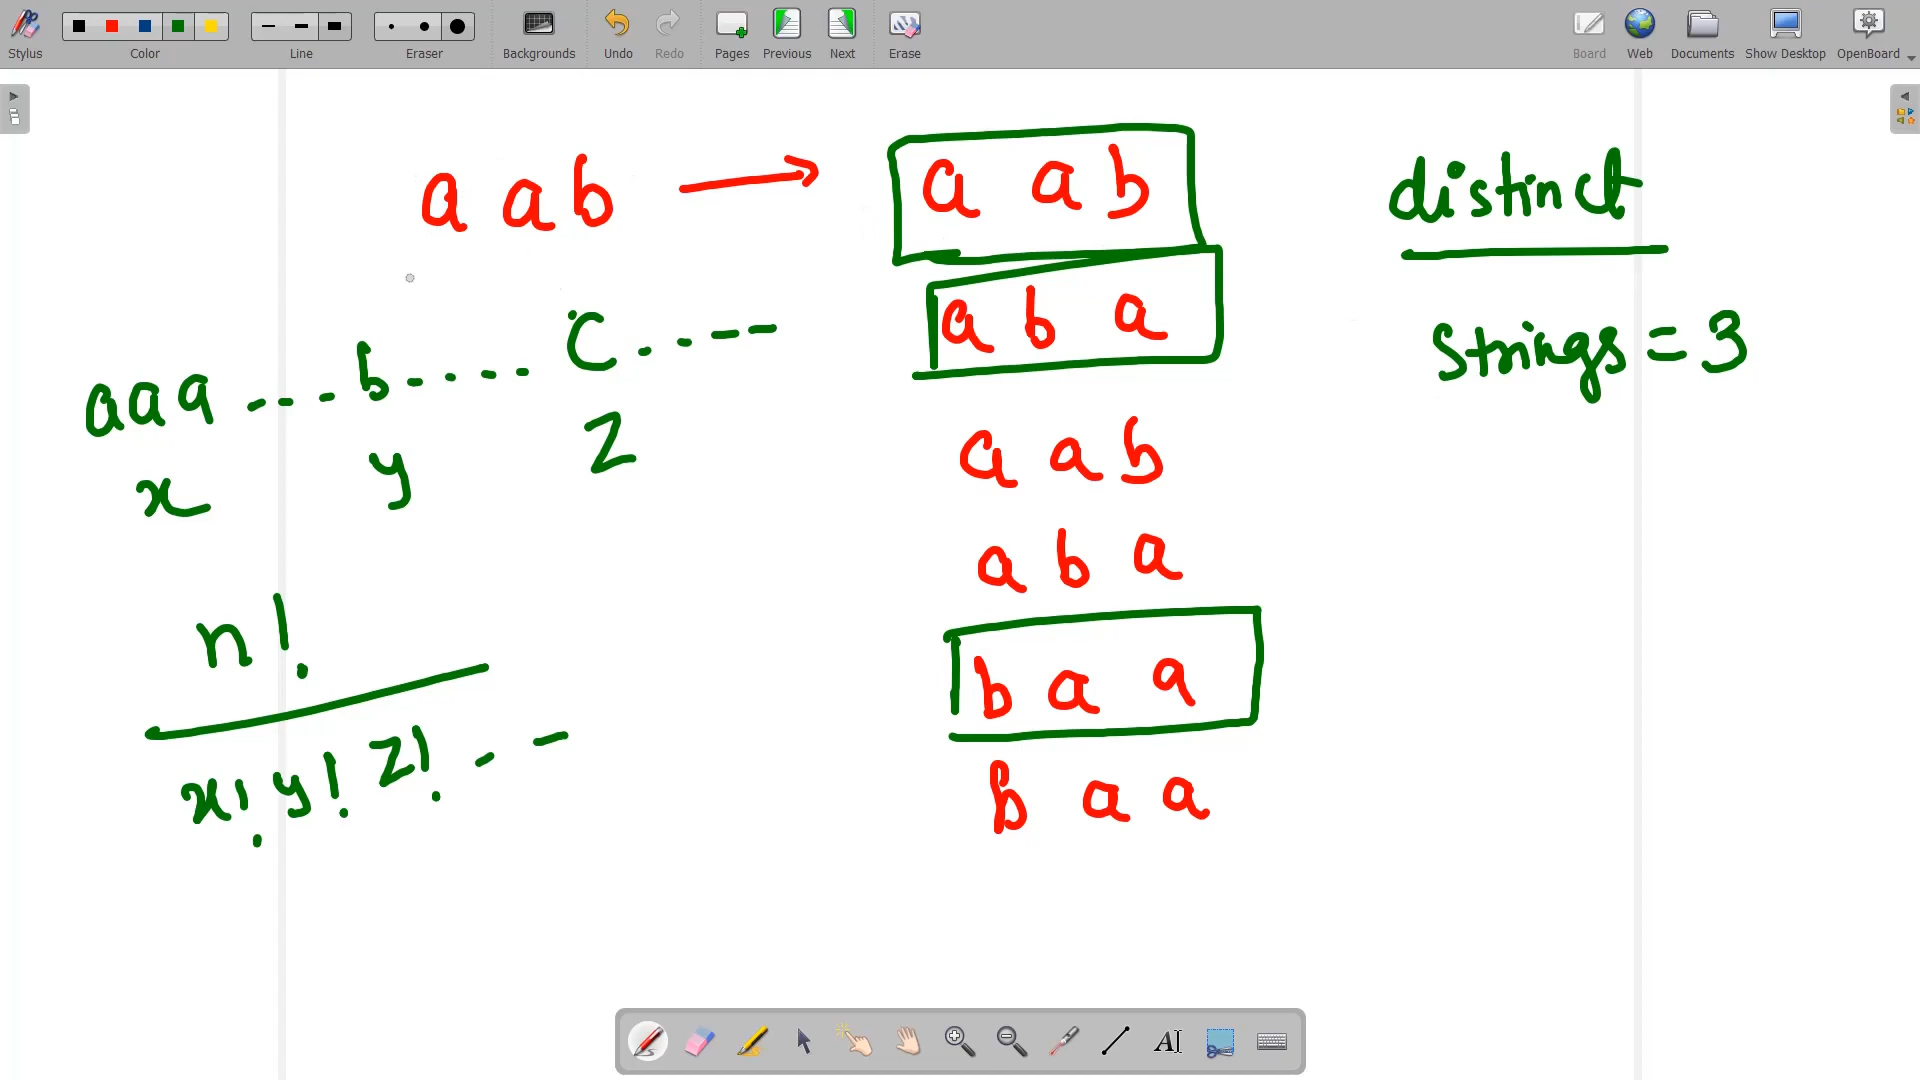 Stylus Color Line Eraser Backgrounds Undo Redo Pages Previous Next Erase Board Web Documents Show Desktop OpenBoard
a a b → a a b
distinct
a b a
Strings = 3
aaa ... b .... C ....
x y Z
a a b
a b a
n!
x! y! Z! . -
b a a
b a a